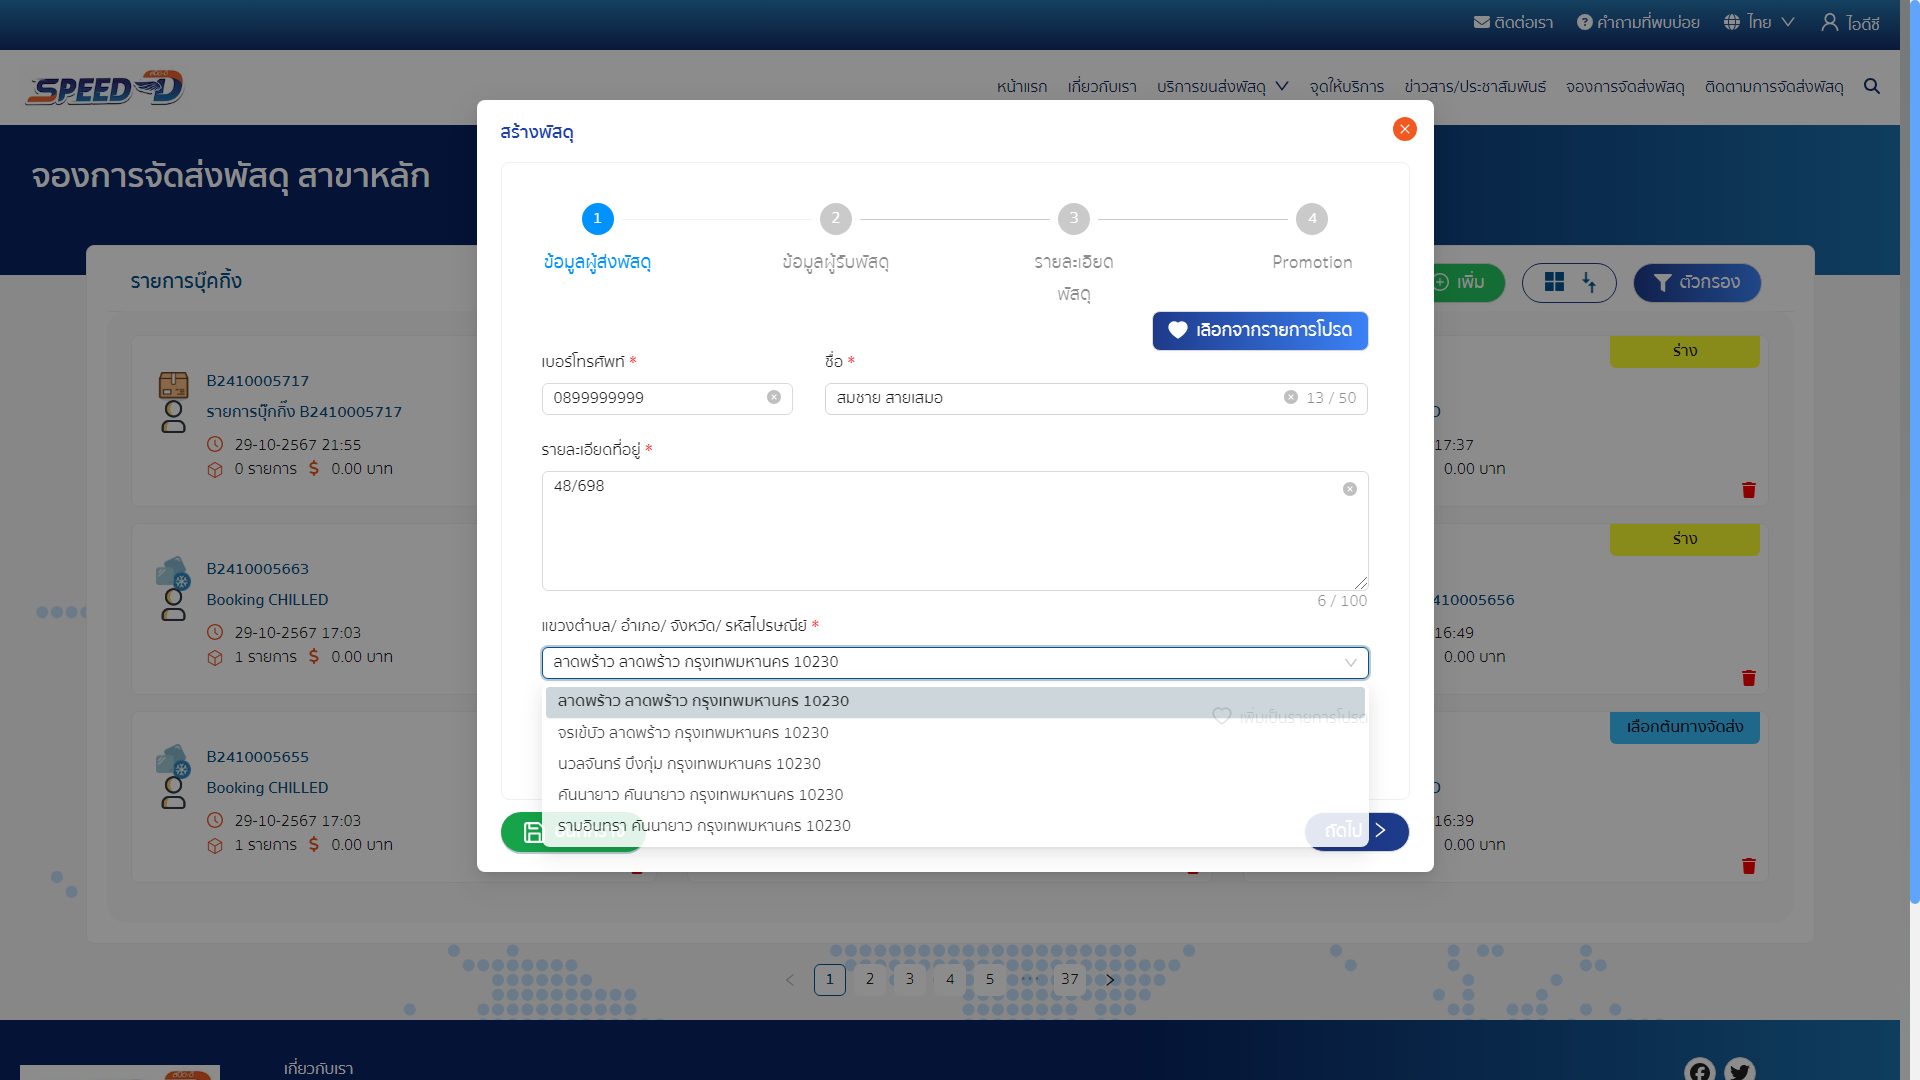 ติดต่อเรา
คำถามที่พบบ่อย
ไทย
ไอดีซี
SPEED-D
หน้าแรก
เกี่ยวกับเรา
บริการขนส่งพัสดุ
จุดให้บริการ
ข่าวสาร/ประชาสัมพันธ์
จองการจัดส่งพัสดุ
ติดตามการจัดส่งพัสดุ
จองการจัดส่งพัสดุ สาขาหลัก
รายการบุ๊คกิ้ง
เพิ่ม
ตัวกรอง
B2410005717
รายการบุ๊กกิ๊ง B2410005717
29-10-2567 21:55
0 รายการ
0.00 บาท
B2410005663
Booking CHILLED
29-10-2567 17:03
1 รายการ
0.00 บาท
B2410005655
Booking CHILLED
29-10-2567 17:03
1 รายการ
0.00 บาท
สร้างพัสดุ
1
2
3
4
ข้อมูลผู้ส่งพัสดุ
ข้อมูลผู้รับพัสดุ
รายละเอียด
พัสดุ
Promotion
เลือกจากรายการโปรด
เบอร์โทรศัพท์ *
ชื่อ *
0899999999
สมชาย สายเสมอ
13 / 50
รายละเอียดที่อยู่ *
48/698
6 / 100
แขวงตำบล/ อำเภอ/ จังหวัด/ รหัสไปรษณีย์ *
ลาดพร้าว ลาดพร้าว กรุงเทพมหานคร 10230
ลาดพร้าว ลาดพร้าว กรุงเทพมหานคร 10230
เพิ่มเป็นรายการโปรด
จรเข้บัว ลาดพร้าว กรุงเทพมหานคร 10230
นวลจันทร์ บึงกุ่ม กรุงเทพมหานคร 10230
คันนายาว คันนายาว กรุงเทพมหานคร 10230
รามอินทรา คันนายาว กรุงเทพมหานคร 10230
ถัดไป
ร่าง
17:37
0.00 บาท
ร่าง
410005656
16:49
0.00 บาท
เลือกต้นทางจัดส่ง
16:39
0.00 บาท
1
2
3
4
5
•••
37
เกี่ยวกับเรา